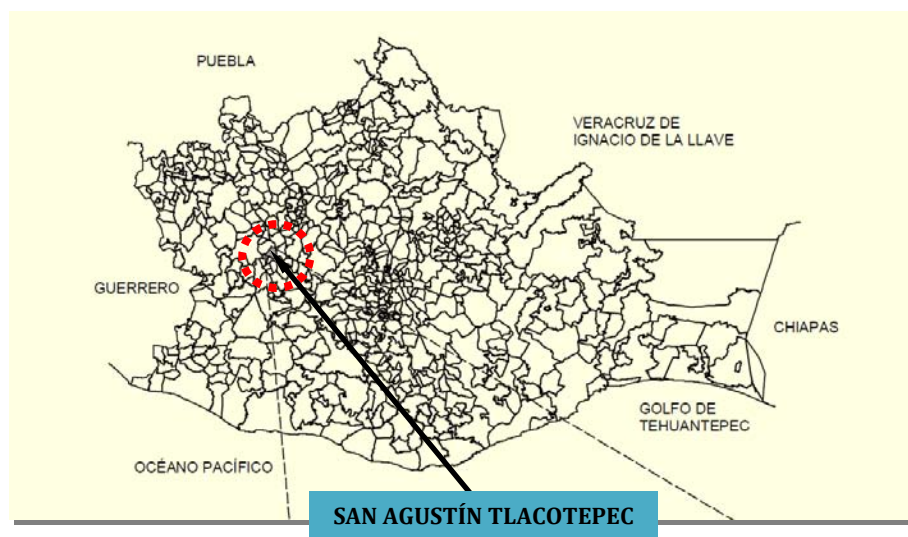 PUEBLA
VERACRUZ DE
IGNACIO DE LA LLAVE
GUERRERO
CHIAPAS
GOLFO DE
TEHUANTEPEC
OCÉANO PACÍFICO
SAN AGUSTÍN TLACOTEPEC